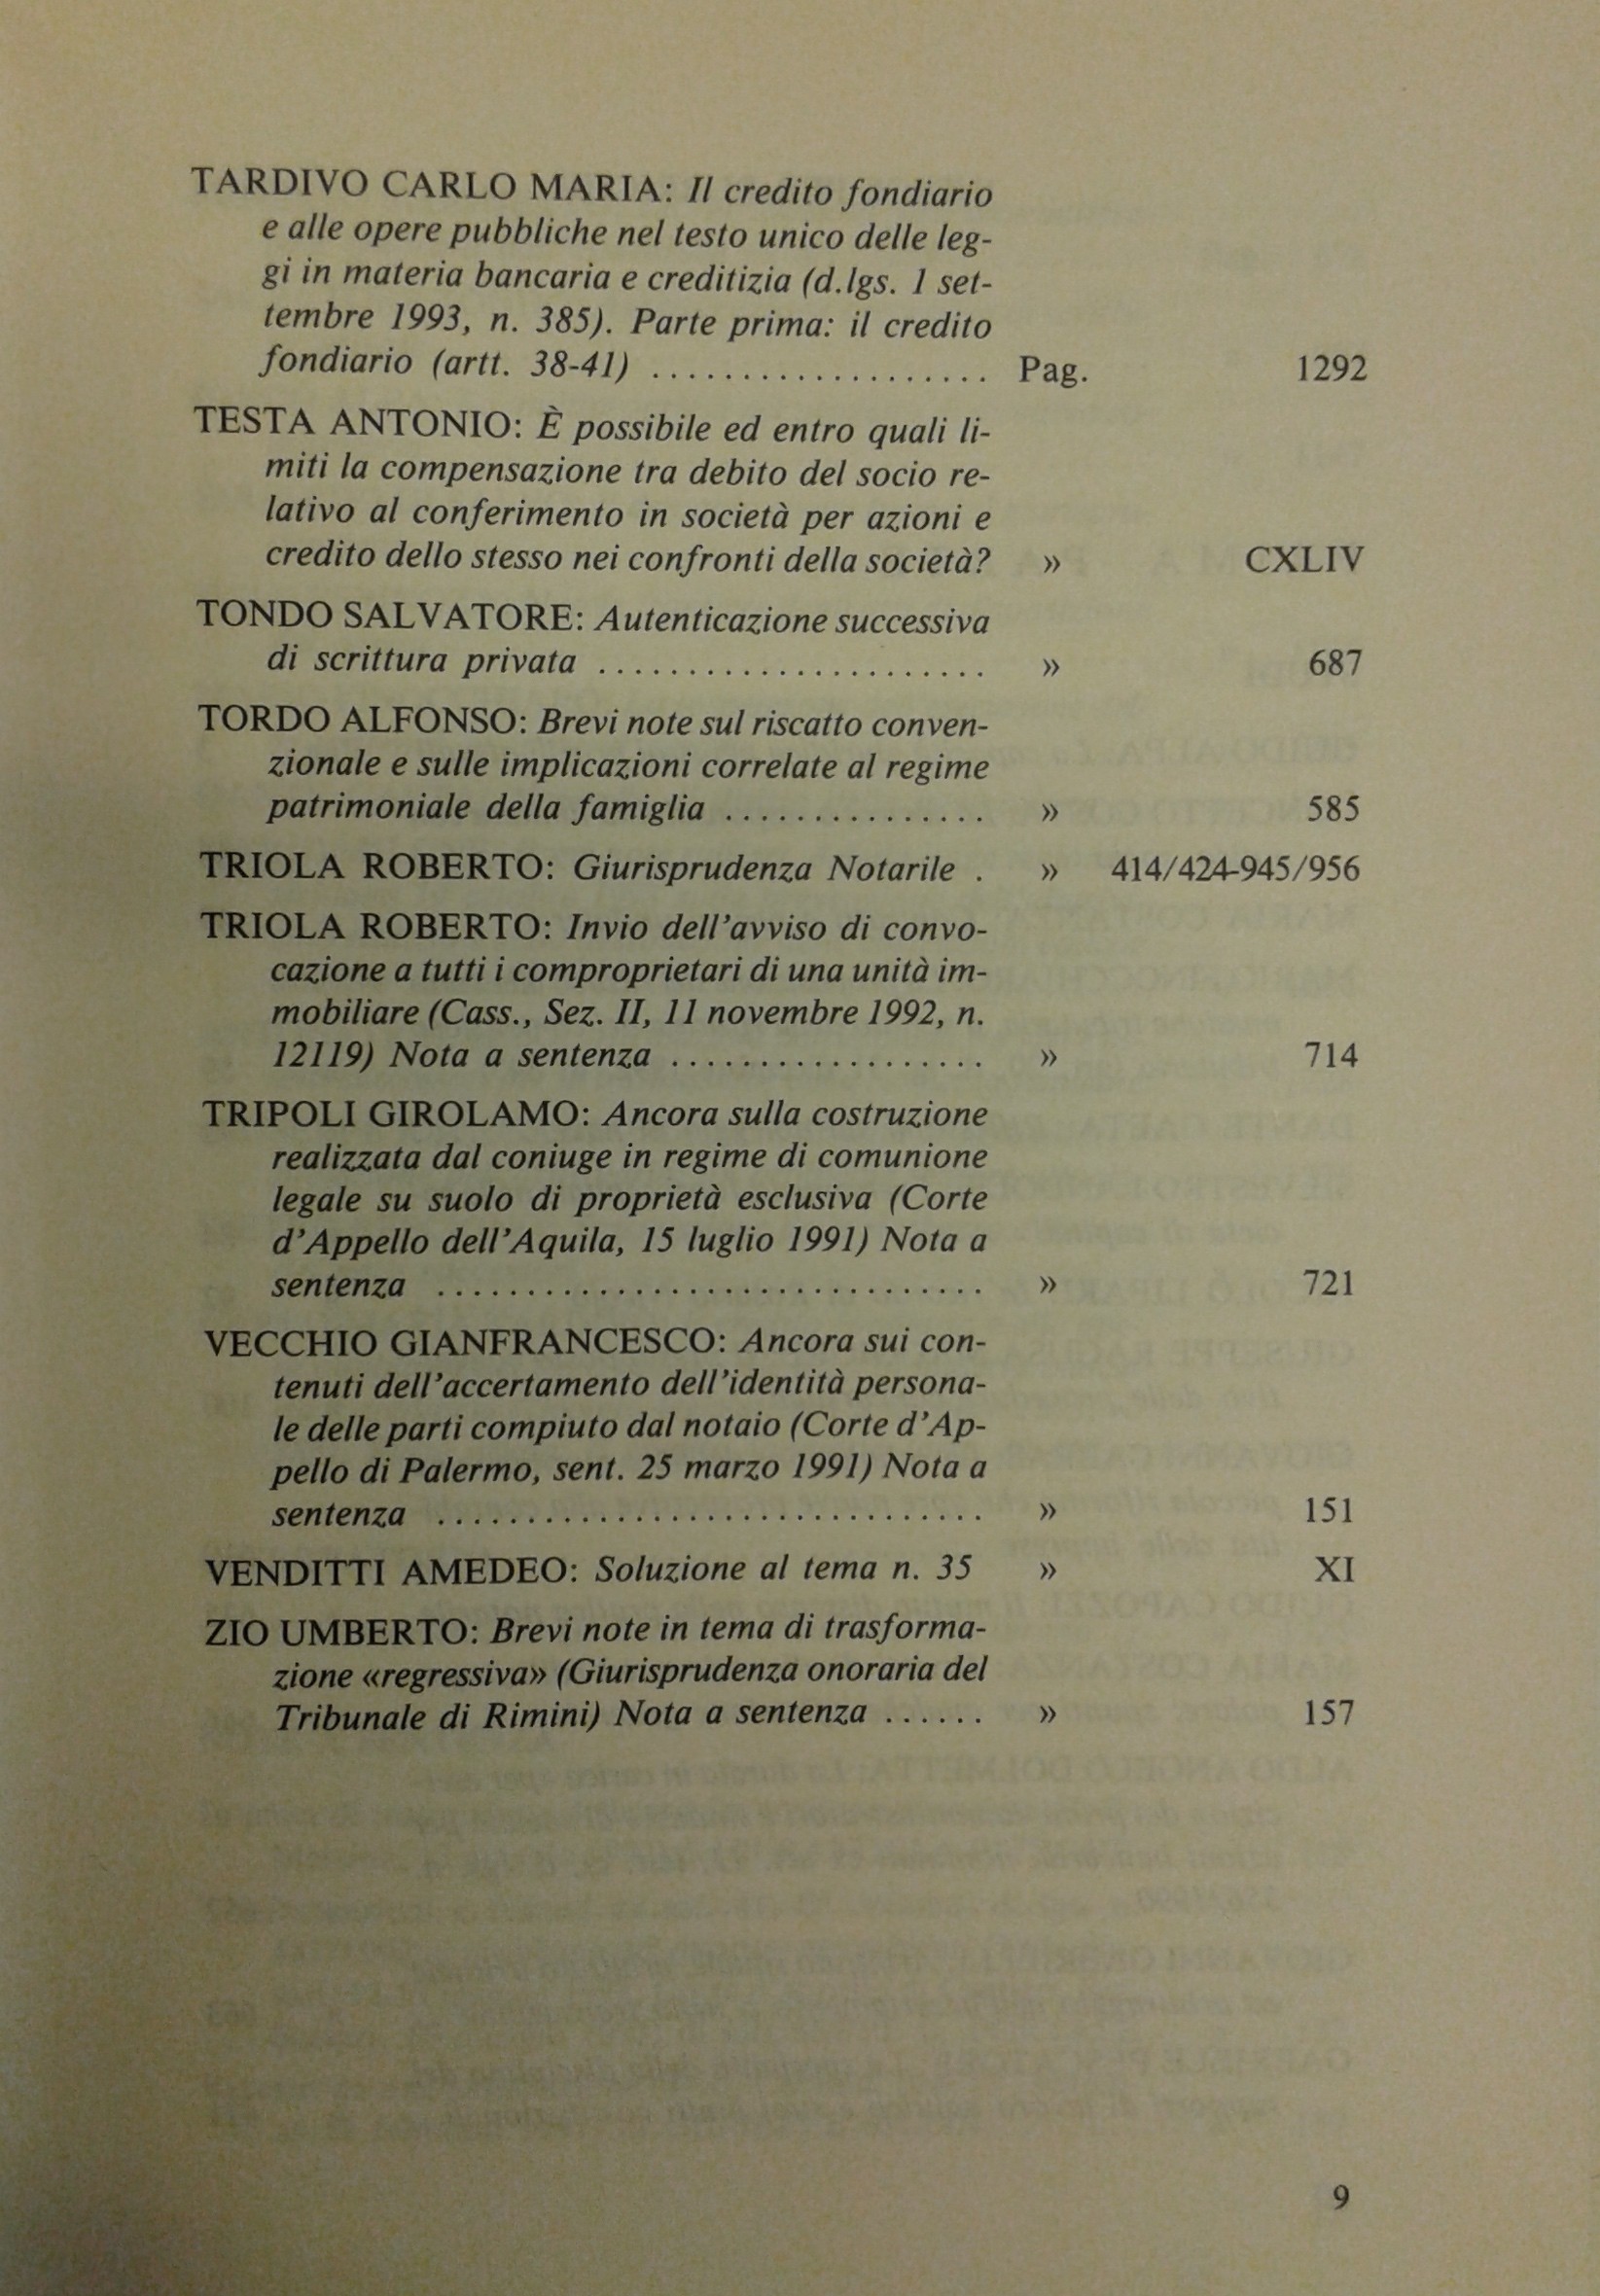 TARDIVO CARLO MARIA: Il credito fondiario
e alle opere pubbliche nel testo unico delle leg-
gi in materia bancaria e creditizia (d.lgs. 1 set-
tembre 1993, n. 385). Parte prima: il credito
fondiario (artt. 38-41) ................... Pag. 1292
TESTA ANTONIO: È possibile ed entro quali li-
miti la compensazione tra debito del socio re-
lativo al conferimento in società per azioni e
credito dello stesso nei confronti della società? » CXLIV
TONDO SALVATORE: Autenticazione successiva
di scrittura privata ...................... » 687
TORDO ALFONSO: Brevi note sul riscatto conven-
zionale e sulle implicazioni correlate al regime
patrimoniale della famiglia ............... » 585
TRIOLA ROBERTO: Giurisprudenza Notarile . » 414/424-945/956
TRIOLA ROBERTO: Invio dell'avviso di convo-
cazione a tutti i comproprietari di una unità im-
mobiliare (Cass., Sez. II, 11 novembre 1992, n.
12119) Nota a sentenza .................. » 714
TRIPOLI GIROLAMO: Ancora sulla costruzione
realizzata dal coniuge in regime di comunione
legale su suolo di proprietà esclusiva (Corte
d'Appello dell'Aquila, 15 luglio 1991) Nota a
sentenza ............................... » 721
VECCHIO GIANFRANCESCO: Ancora sui con-
tenuti dell'accertamento dell'identità persona-
le delle parti compiuto dal notaio (Corte d'Ap-
pello di Palermo, sent. 25 marzo 1991) Nota a
sentenza ............................... » 151
VENDITTI AMEDEO: Soluzione al tema n. 35 » XI
ZIO UMBERTO: Brevi note in tema di trasforma-
zione «regressiva» (Giurisprudenza onoraria del
Tribunale di Rimini) Nota a sentenza ...... » 157
9